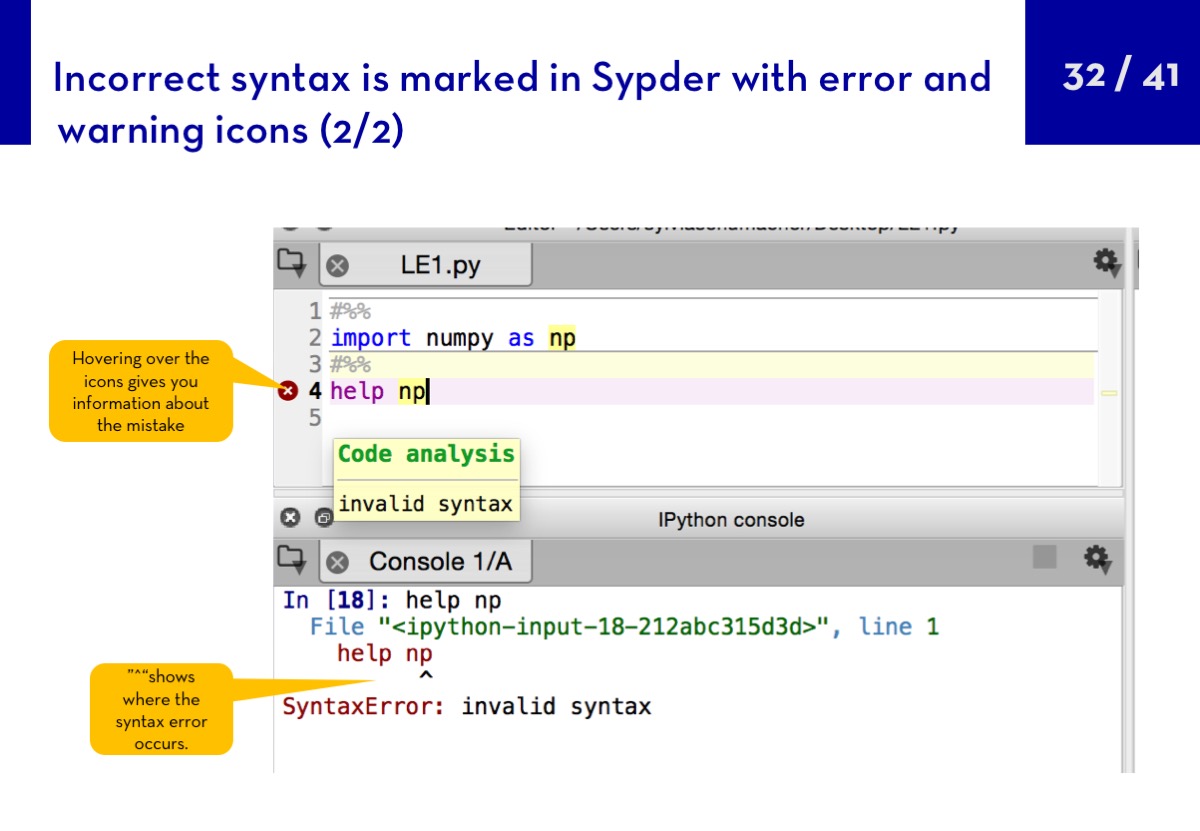 Incorrect syntax is marked in Sypder with error and
warning icons (2/2)
32 / 41
LE1.py
1 #%%
2 import numpy as np
3 #%%
4 help np
5
Hovering over the
icons gives you
information about
the mistake
Code analysis
invalid syntax
IPython console
Console 1/A
In [18]: help np
File "<ipython-input-18-212abc315d3d>", line 1
help np
^
SyntaxError: invalid syntax
”^“shows
where the
syntax error
occurs.